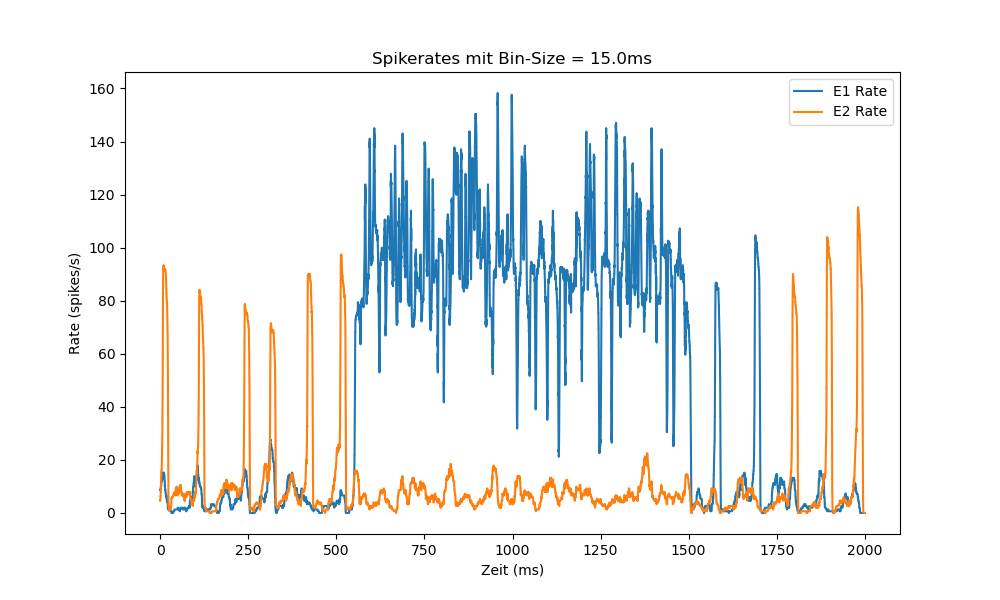 Spikerates mit Bin-Size = 15.0ms
E1 Rate
E2 Rate
Rate (spikes/s)
160
140
120
100
80
60
40
20
0
0 250 500 750 1000 1250 1500 1750 2000
Zeit (ms)